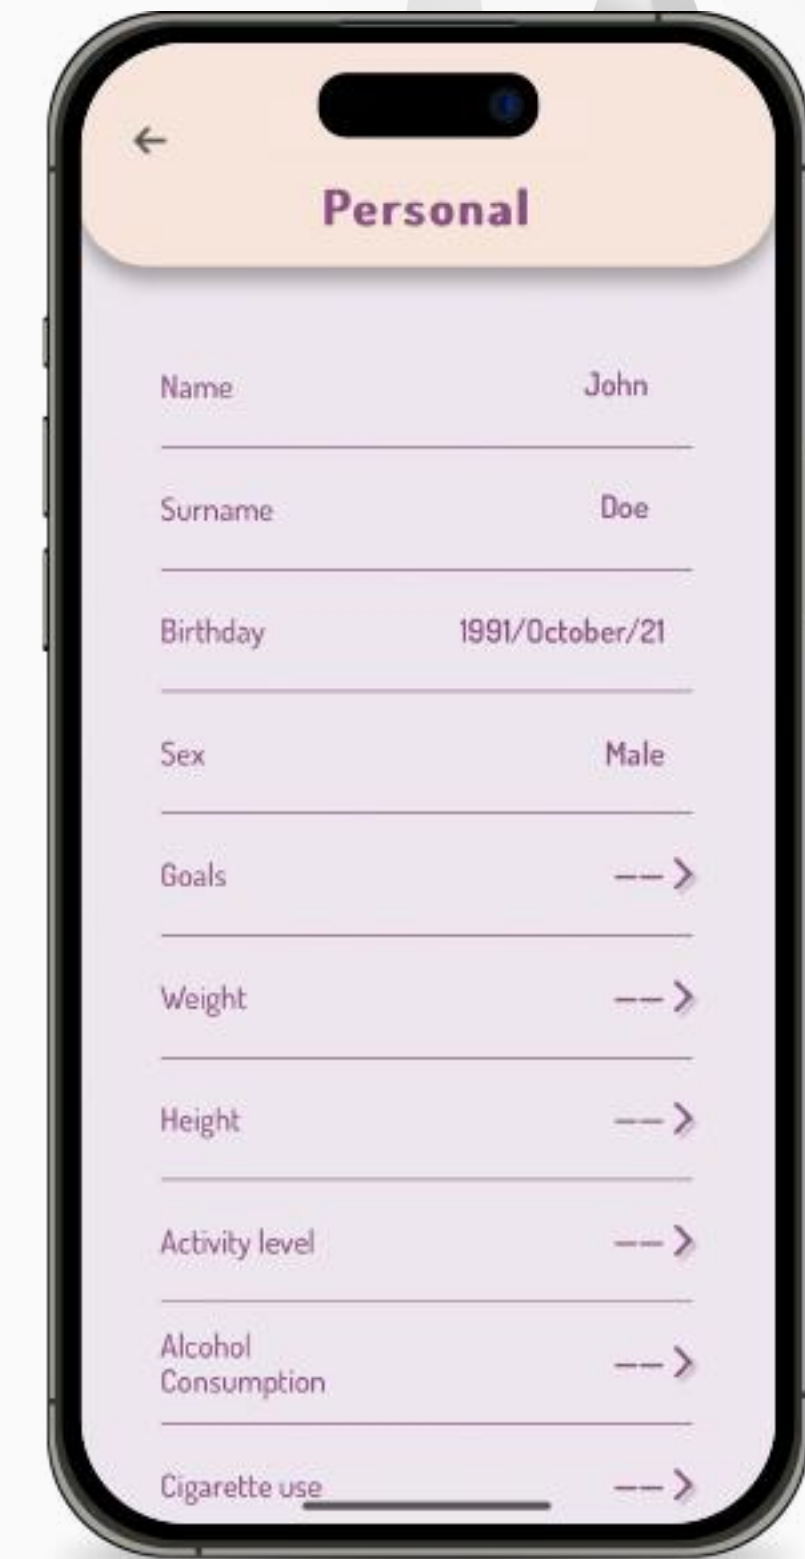 Personal
Name John
Surname Doe
Birthday 1991/October/21
Sex Male
Goals --
Weight --
Height --
Activity level --
Alcohol
Consumption --
Cigarette use --